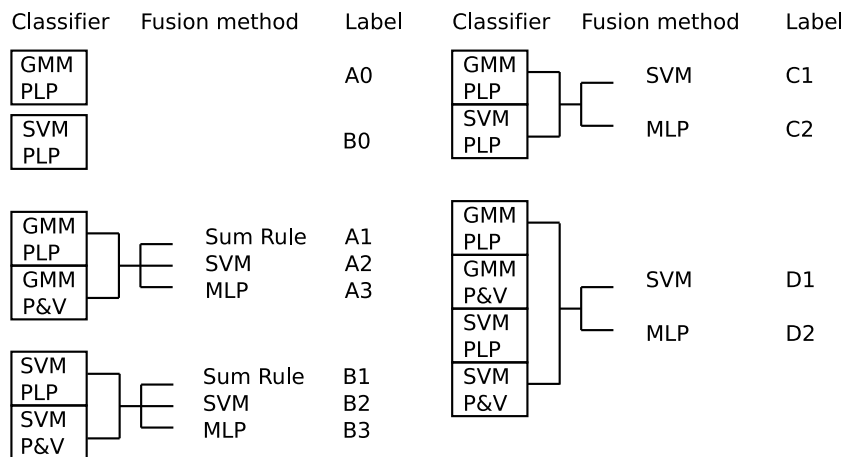 Classifier Fusion method Label
GMM
PLP
A0
SVM
PLP
B0
GMM
PLP
GMM
P&V
Sum Rule A1
SVM A2
MLP A3
SVM
PLP
SVM
P&V
Sum Rule B1
SVM B2
MLP B3
Classifier Fusion method Label
GMM
PLP
SVM
PLP
SVM C1
MLP C2
GMM
PLP
GMM
P&V
SVM
PLP
SVM
P&V
SVM D1
MLP D2